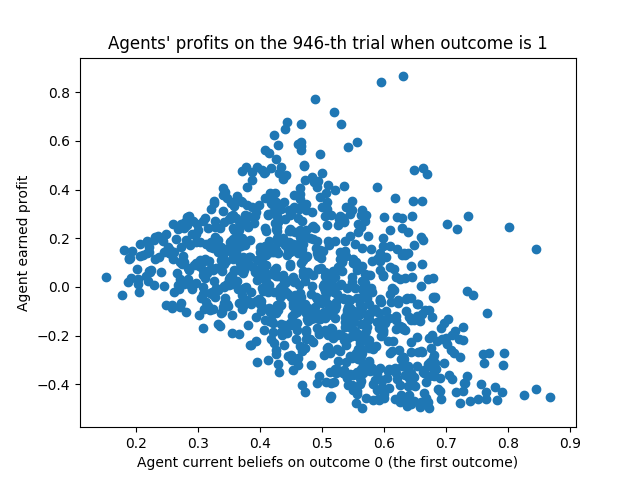 Agents' profits on the 946-th trial when outcome is 1
Agent earned profit
0.8
0.6
0.4
0.2
0.0
−0.2
−0.4
0.2 0.3 0.4 0.5 0.6 0.7 0.8 0.9
Agent current beliefs on outcome 0 (the first outcome)